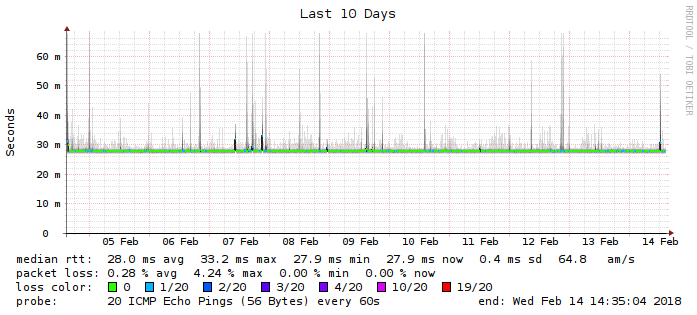 Last 10 Days
RRDTOOL / TOBI OETIKER
Seconds
60 m
50 m
40 m
30 m
20 m
10 m
0
05 Feb 06 Feb 07 Feb 08 Feb 09 Feb 10 Feb 11 Feb 12 Feb 13 Feb 14 Feb
median rtt: 28.0 ms avg 33.2 ms max 27.9 ms min 27.9 ms now 0.4 ms sd 64.8 am/s
packet loss: 0.28 % avg 4.24 % max 0.00 % min 0.00 % now
loss color: 0 1/20 2/20 3/20 4/20 10/20 19/20
probe: 20 ICMP Echo Pings (56 Bytes) every 60s end: Wed Feb 14 14:35:04 2018